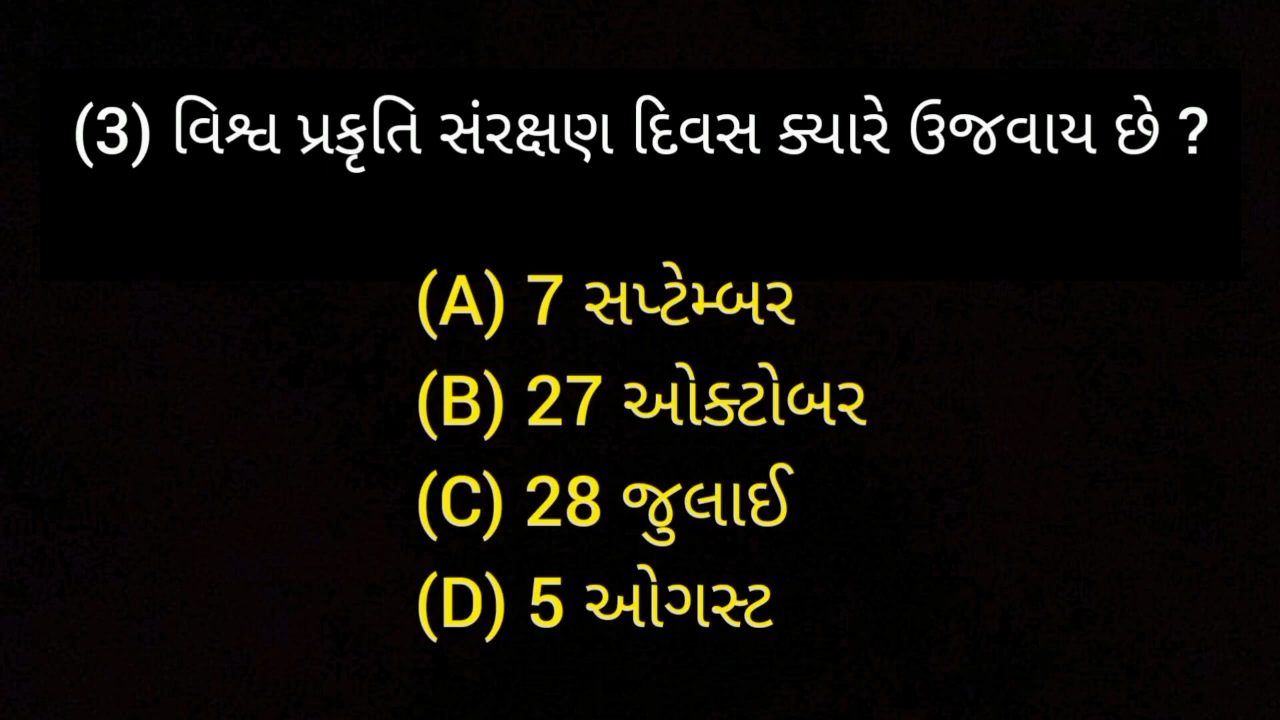 (3) વિશ્વ પ્રકૃતિ સંરક્ષણ દિવસ ક્યારે ઉજવાય છે ?
(A) 7 સપ્ટેમ્બર
(B) 27 ઓક્ટોબર
(C) 28 જુલાઈ
(D) 5 ઓગસ્ટ